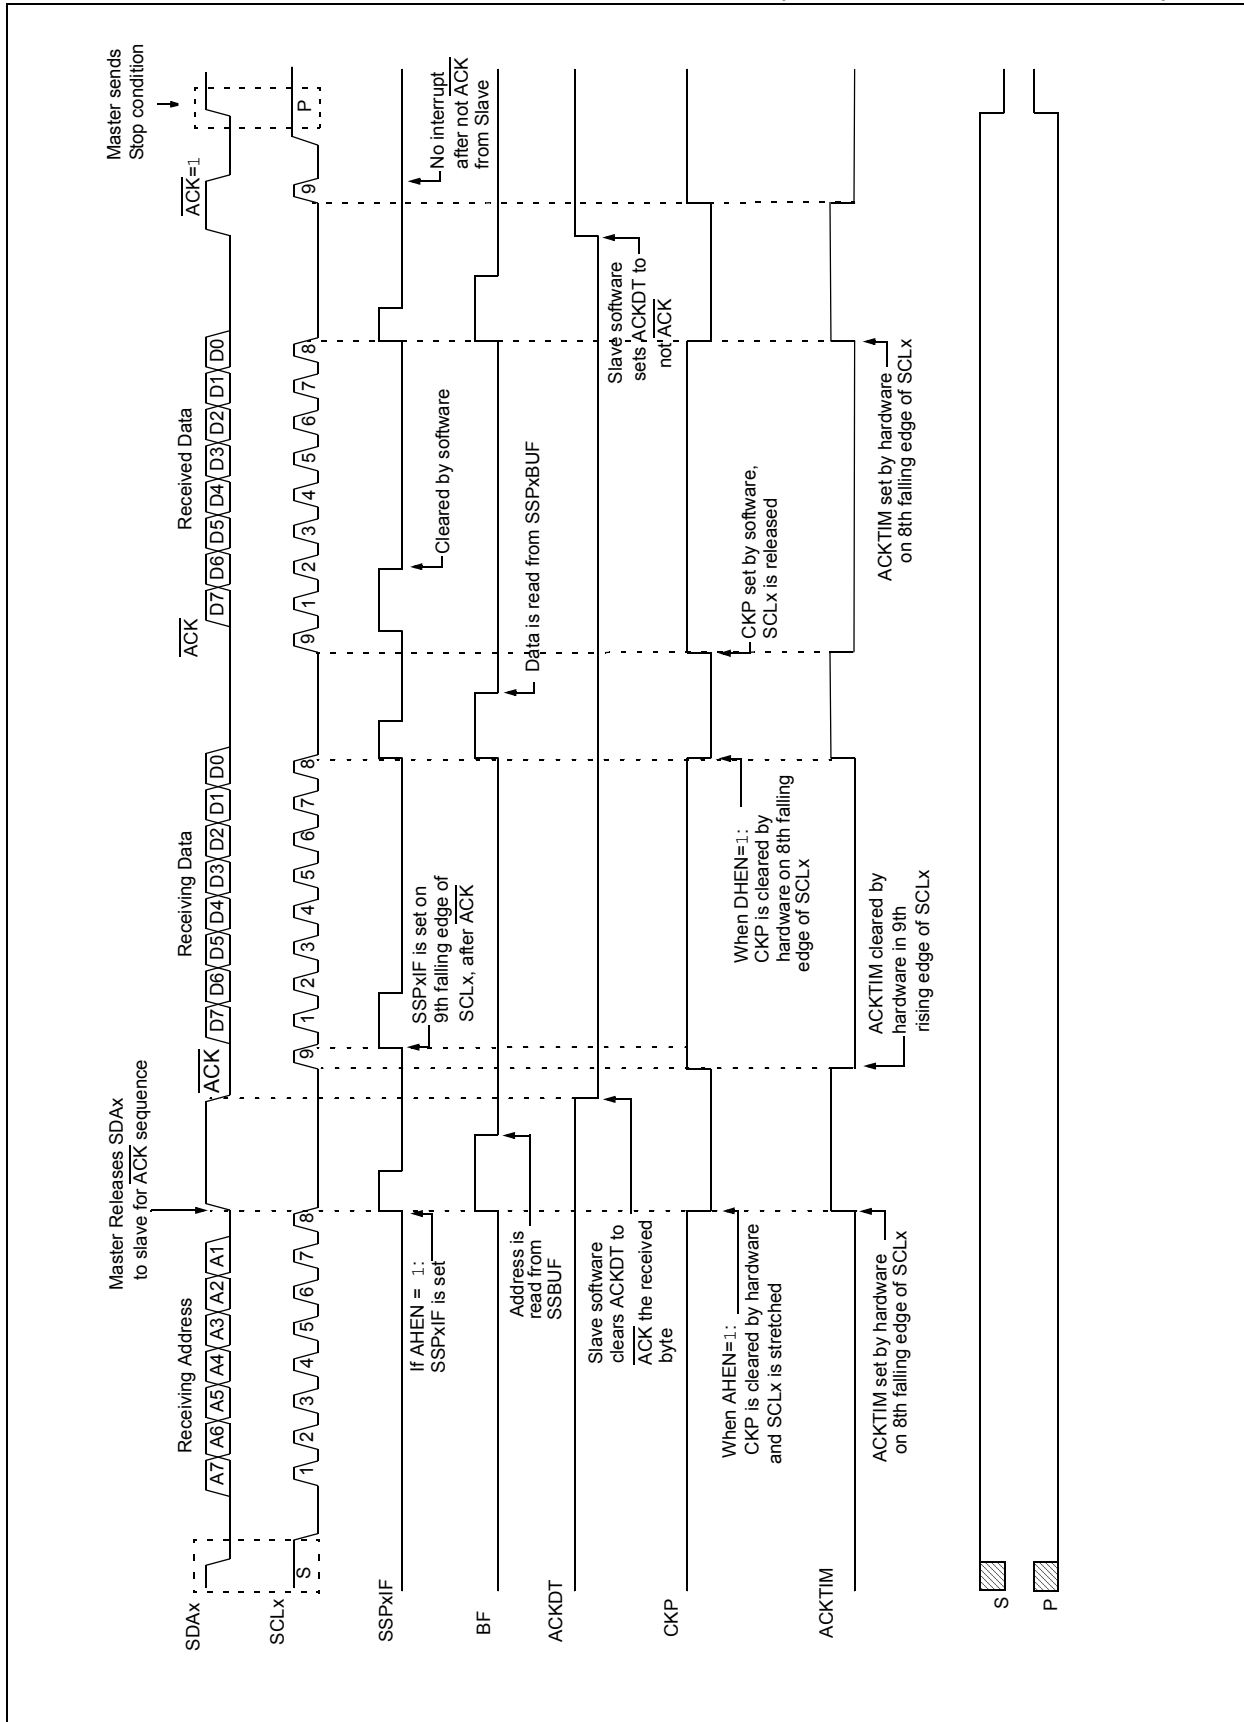 Master Releases SDAx
to slave for ACK sequence
Master sends
Stop condition
Receiving Address
Receiving Data
Received Data
ACK
ACK
ACK=1
SDAx
A7 A6 A5 A4 A3 A2 A1
D7 D6 D5 D4 D3 D2 D1 D0
D7 D6 D5 D4 D3 D2 D1 D0
SCLx
S
1 2 3 4 5 6 7 8 9
1 2 3 4 5 6 7 8 9
1 2 3 4 5 6 7 8 9
P
SSPxIF
If AHEN = 1:
SSPxIF is set
SSPxIF is set on
9th falling edge of
SCLx, after ACK
Cleared by software
No interrupt
after not ACK
from Slave
BF
Address is
read from
SSBUF
Data is read from SSPxBUF
ACKDT
Slave software
clears ACKDT to
ACK the received
byte
Slave software
sets ACKDT to
not ACK
CKP
When AHEN=1:
CKP is cleared by hardware
and SCLx is stretched
When DHEN=1:
CKP is cleared by
hardware on 8th falling
edge of SCLx
CKP set by software,
SCLx is released
ACKTIM
ACKTIM set by hardware
on 8th falling edge of SCLx
ACKTIM cleared by
hardware in 9th
rising edge of SCLx
ACKTIM set by hardware
on 8th falling edge of SCLx
S
P